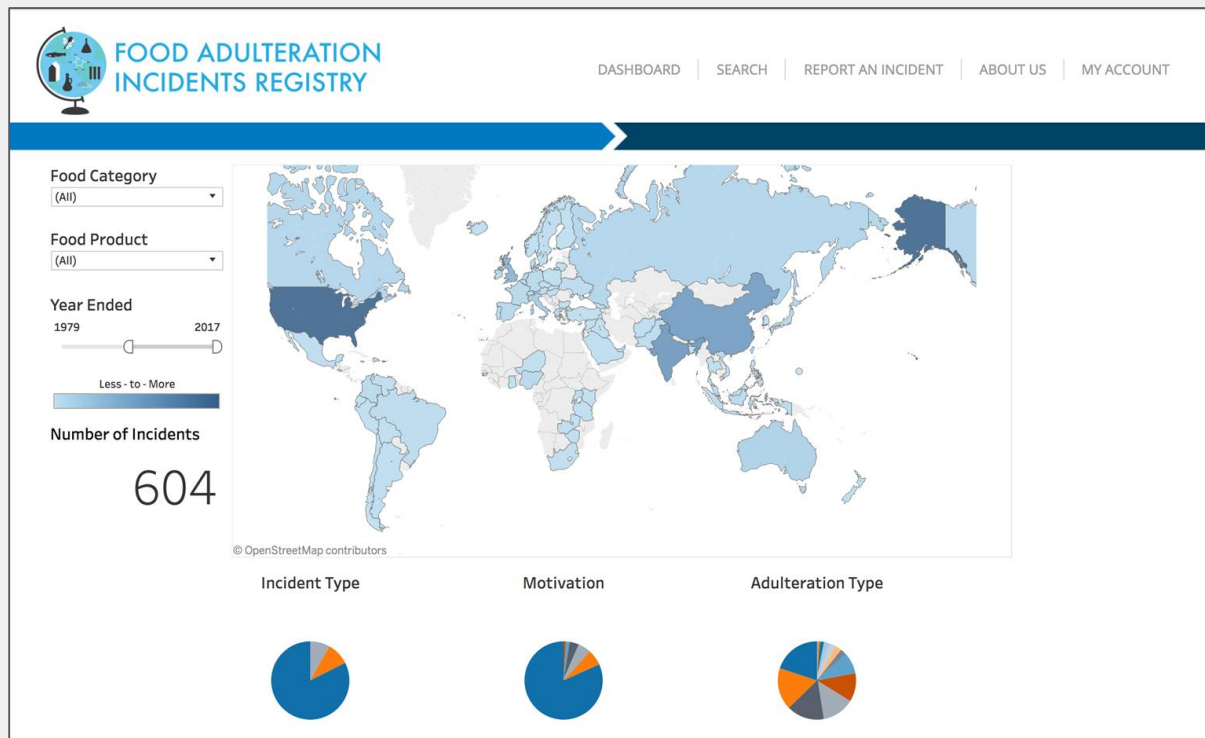 FOOD ADULTERATION
INCIDENTS REGISTRY
DASHBOARD
SEARCH
REPORT AN INCIDENT
ABOUT US
MY ACCOUNT
Food Category
(All)
Food Product
(All)
Year Ended
1979 2017
Less - to - More
Number of Incidents
604
© OpenStreetMap contributors
Incident Type
Motivation
Adulteration Type